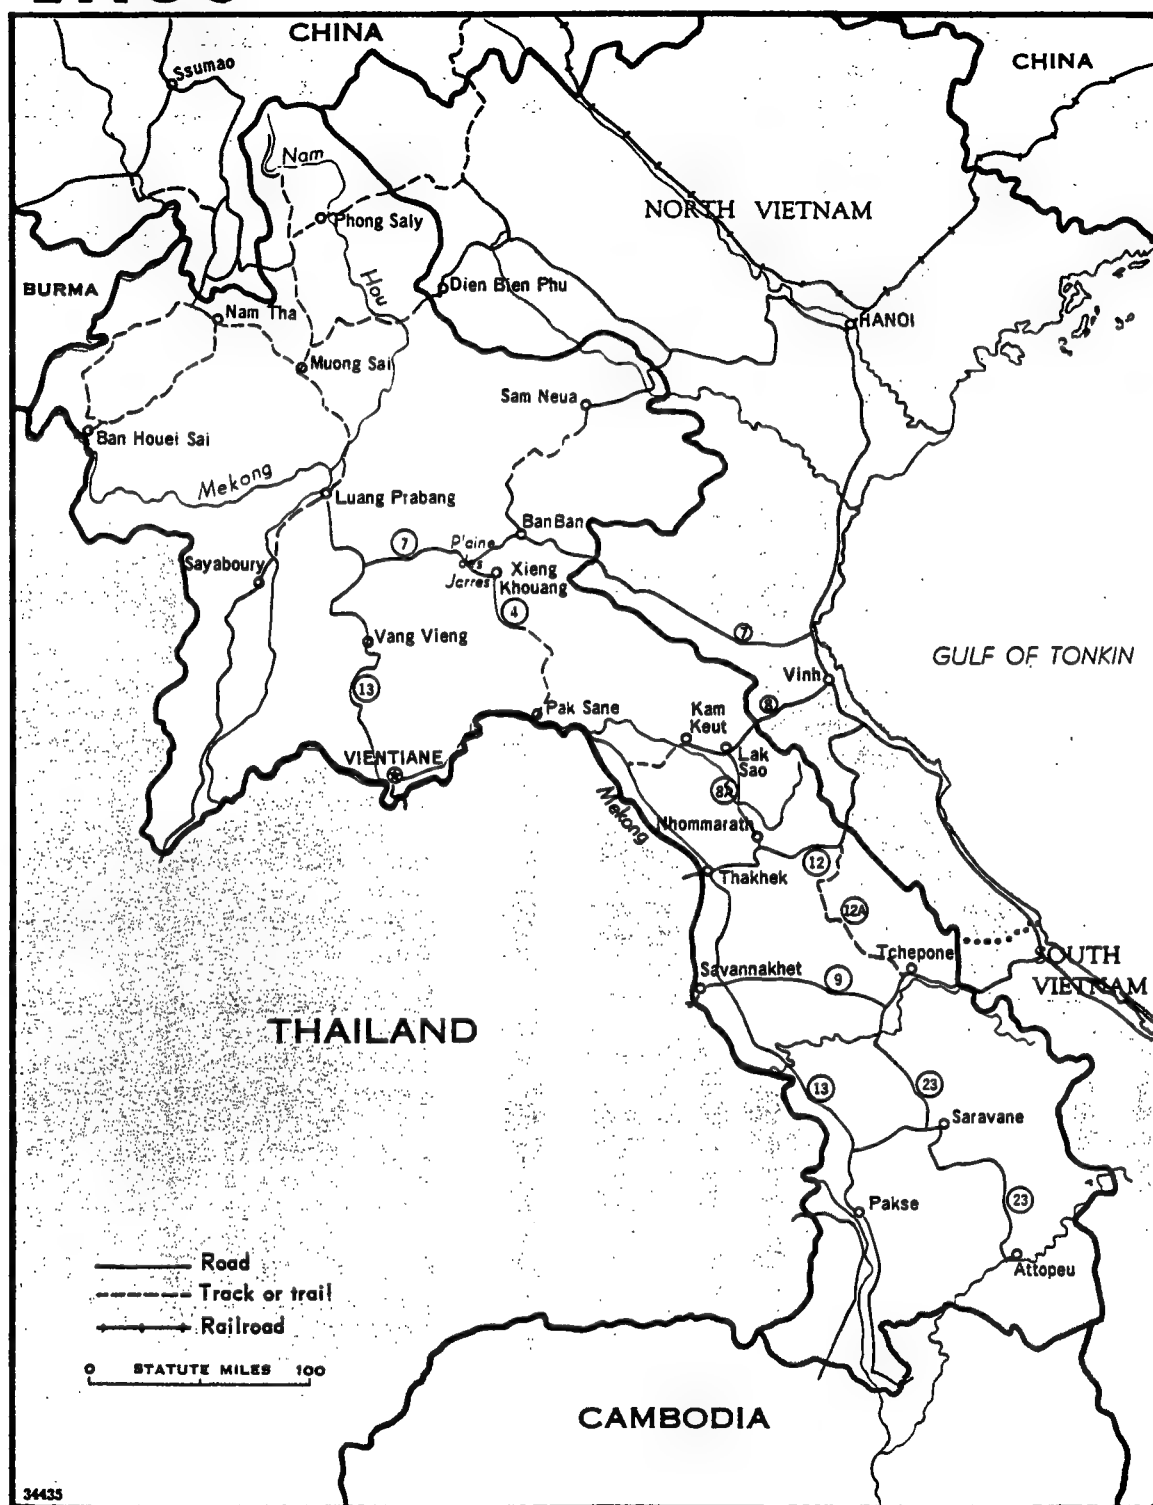 CHINA
CHINA
Ssumao
Nam
Phong Saly
NORTH VIETNAM
Hou
BURMA
Dien Bien Phu
Nam Tha
HANOI
Muong Sai
Sam Neua
Ban Houei Sai
Mekong
Luang Prabang
Ban Ban
7
P'aine
des
Jarres
Xieng
Khouang
Sayaboury
4
7
Vang Vieng
GULF OF TONKIN
Vinh
13
8
Pak Sane
Kam
Keut
VIENTIANE
Lak
Sao
8A
Mekong
Nhommarath
12
Thakhek
12A
Tchepone
SOUTH
VIETNAM
Savannakhet
9
THAILAND
13
23
Saravane
23
Pakse
Attopeu
Road
Track or trail
Railroad
0 STATUTE MILES 100
CAMBODIA
34435